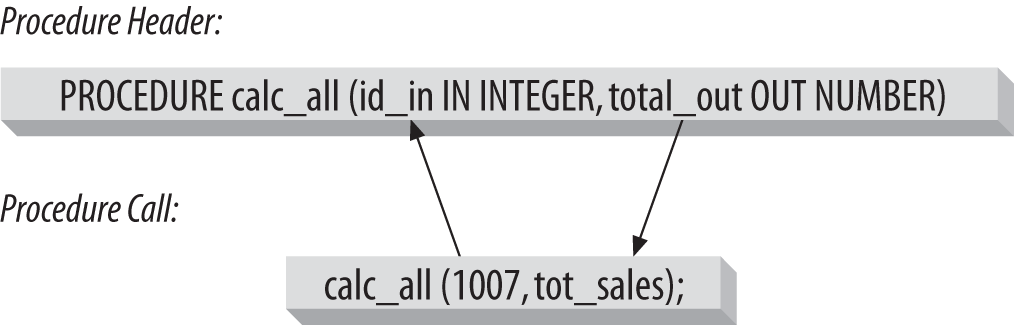 Procedure Header:
PROCEDURE calc_all (id_in IN INTEGER, total_out OUT NUMBER)
Procedure Call:
calc_all (1007, tot_sales);